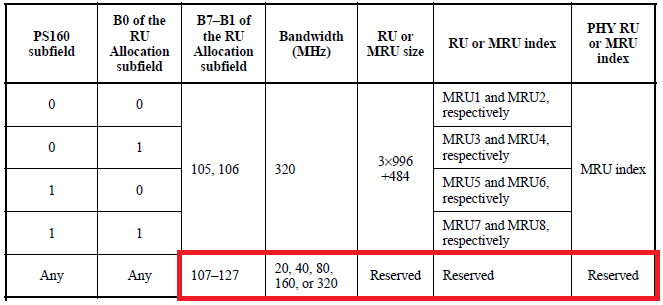 PS160 subfield | B0 of the RU Allocation subfield | B7–B1 of the RU Allocation subfield | Bandwidth (MHz) | RU or MRU size | RU or MRU index | PHY RU or MRU index
0 | 0 | 105, 106 | 320 | 3×996 +484 | MRU1 and MRU2, respectively | MRU index
0 | 1 | MRU3 and MRU4, respectively
1 | 0 | MRU5 and MRU6, respectively
1 | 1 | MRU7 and MRU8, respectively
Any | Any | 107–127 | 20, 40, 80, 160, or 320 | Reserved | Reserved | Reserved